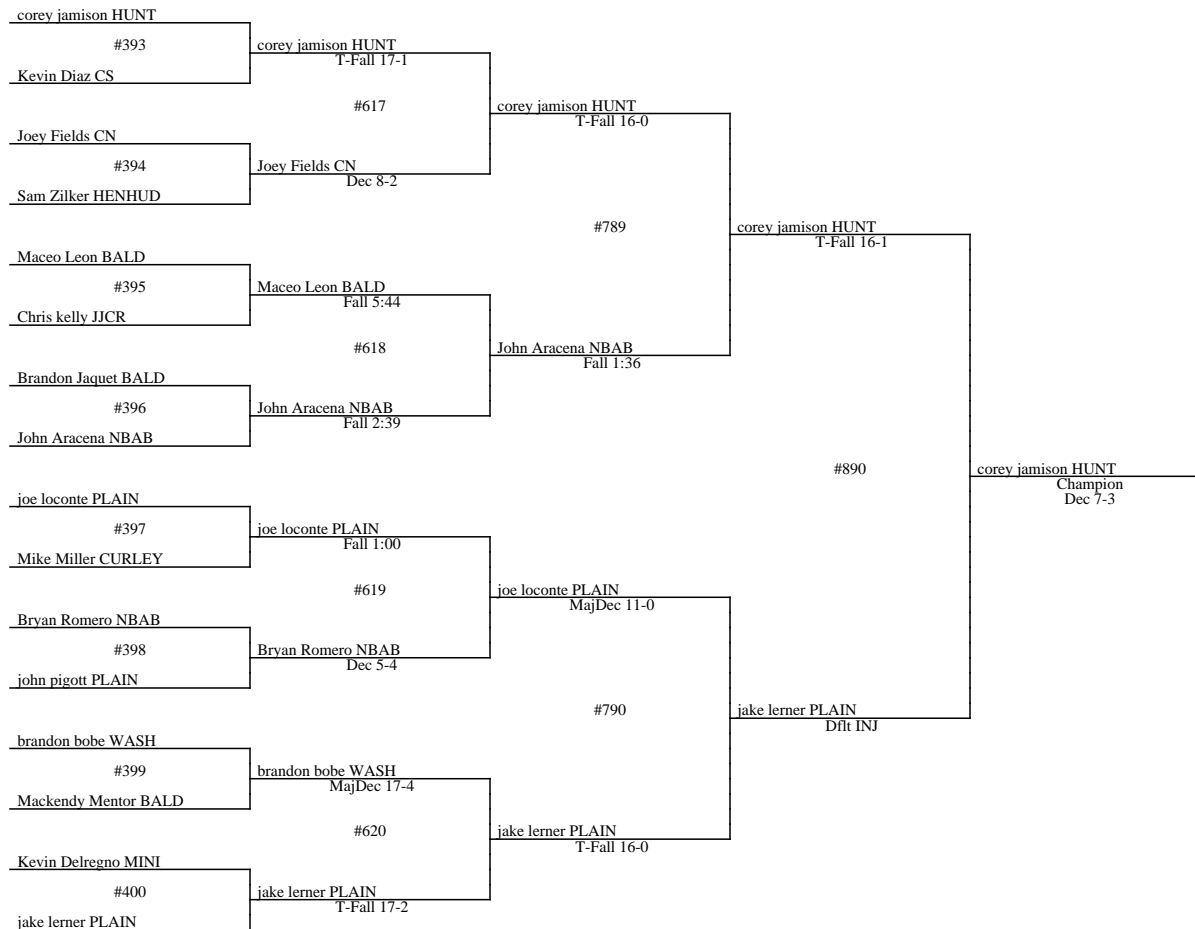 corey jamison HUNT
#393
corey jamison HUNT
T-Fall 17-1
Kevin Diaz CS
#617
corey jamison HUNT
T-Fall 16-0
Joey Fields CN
#394
Joey Fields CN
Dec 8-2
Sam Zilker HENHUD
#789
corey jamison HUNT
T-Fall 16-1
Maceo Leon BALD
#395
Maceo Leon BALD
Fall 5:44
Chris kelly JJCR
#618
John Aracena NBAB
Fall 1:36
Brandon Jaquet BALD
#396
John Aracena NBAB
Fall 2:39
John Aracena NBAB
#890
corey jamison HUNT
Champion
Dec 7-3
joe loconte PLAIN
#397
joe loconte PLAIN
Fall 1:00
Mike Miller CURLEY
#619
joe loconte PLAIN
MajDec 11-0
Bryan Romero NBAB
#398
Bryan Romero NBAB
Dec 5-4
john pigott PLAIN
#790
jake lerner PLAIN
Dflt INJ
brandon bobe WASH
#399
brandon bobe WASH
MajDec 17-4
Mackendy Mentor BALD
#620
jake lerner PLAIN
T-Fall 16-0
Kevin Delregno MINI
#400
jake lerner PLAIN
T-Fall 17-2
jake lerner PLAIN